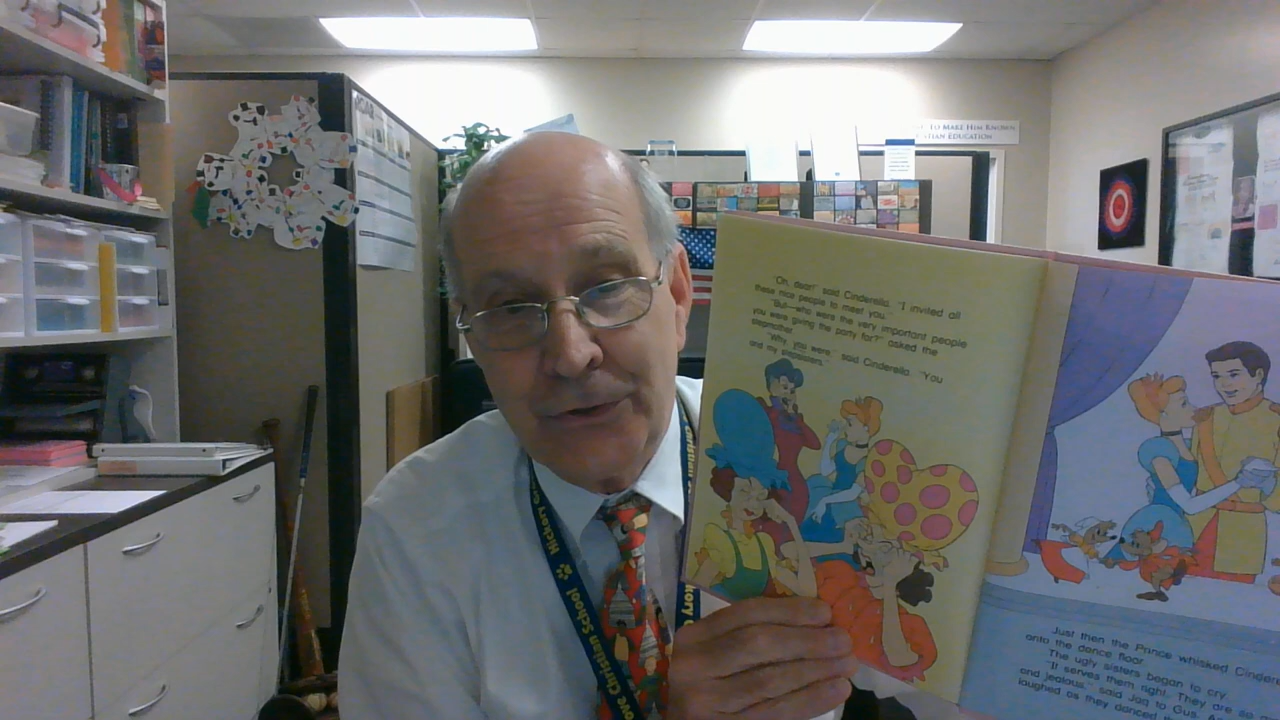 TO MAKE HIM KNOWN
"Oh, dear!" said Cinderella. "I invited all
these nice people to meet you."
"But—who were the very important people
you were giving the party for?" asked the
stepmother.
"Why, you were," said Cinderella. "You
and my stepsisters."
Just then the Prince whisked
onto the dance floor.
The ugly sisters began to cry.
"It serves them right. They are so
and jealous," said Jaq to Gus.
laughed as they danced
Hickory
ove Christian School